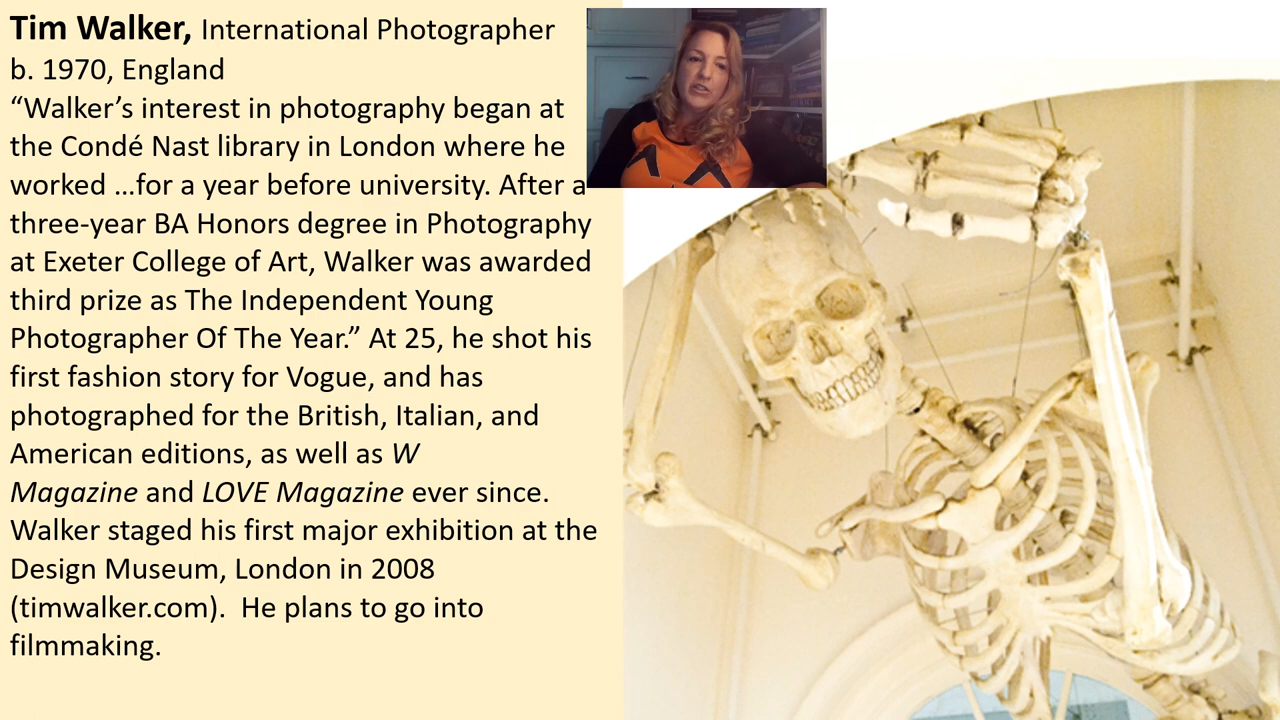 Tim Walker, International Photographer
b. 1970, England
“Walker’s interest in photography began at
the Condé Nast library in London where he
worked …for a year before university. After a
three-year BA Honors degree in Photography
at Exeter College of Art, Walker was awarded
third prize as The Independent Young
Photographer Of The Year.” At 25, he shot his
first fashion story for Vogue, and has
photographed for the British, Italian, and
American editions, as well as W
Magazine and LOVE Magazine ever since.
Walker staged his first major exhibition at the
Design Museum, London in 2008
(timwalker.com).  He plans to go into
filmmaking.